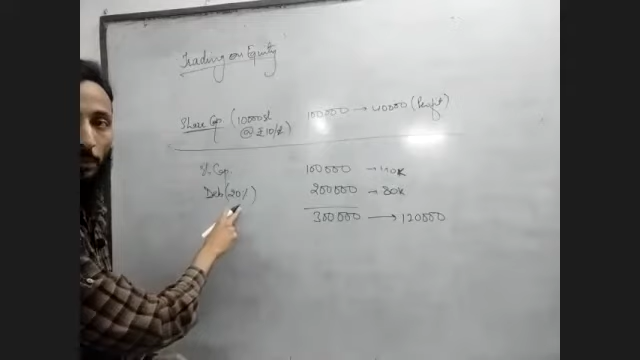 Trading on Equity
Share Cap. (10000 sh 100000 → 40000 (Profit)
@ ₹10/s)
Sh. Cap. 100000 → 40K
Deb (20%) 200000 → 80K
300000 → 120000